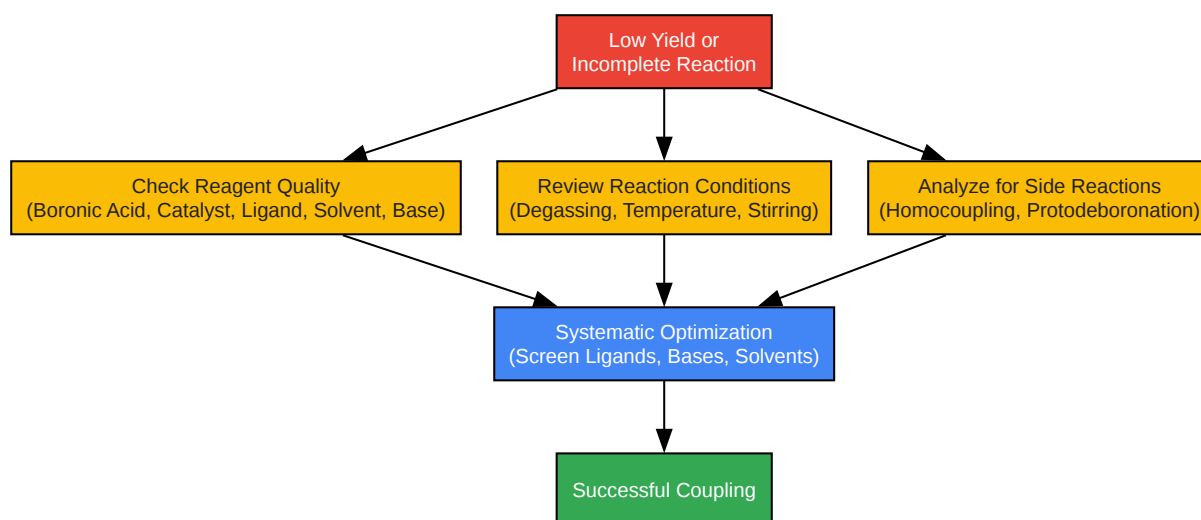 Low Yield or
Incomplete Reaction
Check Reagent Quality
(Boronic Acid, Catalyst, Ligand, Solvent, Base)
Review Reaction Conditions
(Degassing, Temperature, Stirring)
Analyze for Side Reactions
(Homocoupling, Protodeboronation)
Systematic Optimization
(Screen Ligands, Bases, Solvents)
Successful Coupling